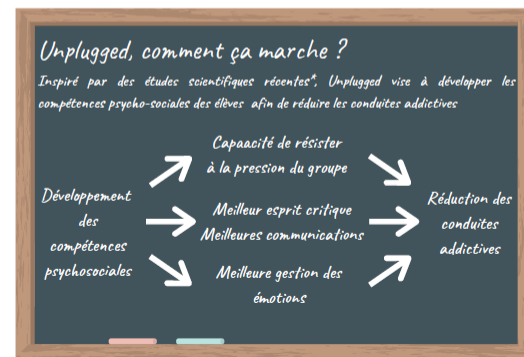 Unplugged, comment ça marche ?
Inspiré par des études scientifiques récentes*, Unplugged vise à développer les
compétences psycho-sociales des élèves afin de réduire les conduites addictives
Capaacité de résister
à la pression du groupe
Développement
des
compétences
psychosociales
Meilleur esprit critique
Meilleures communications
Meilleure gestion des
émotions
Réduction des
conduites
addictives